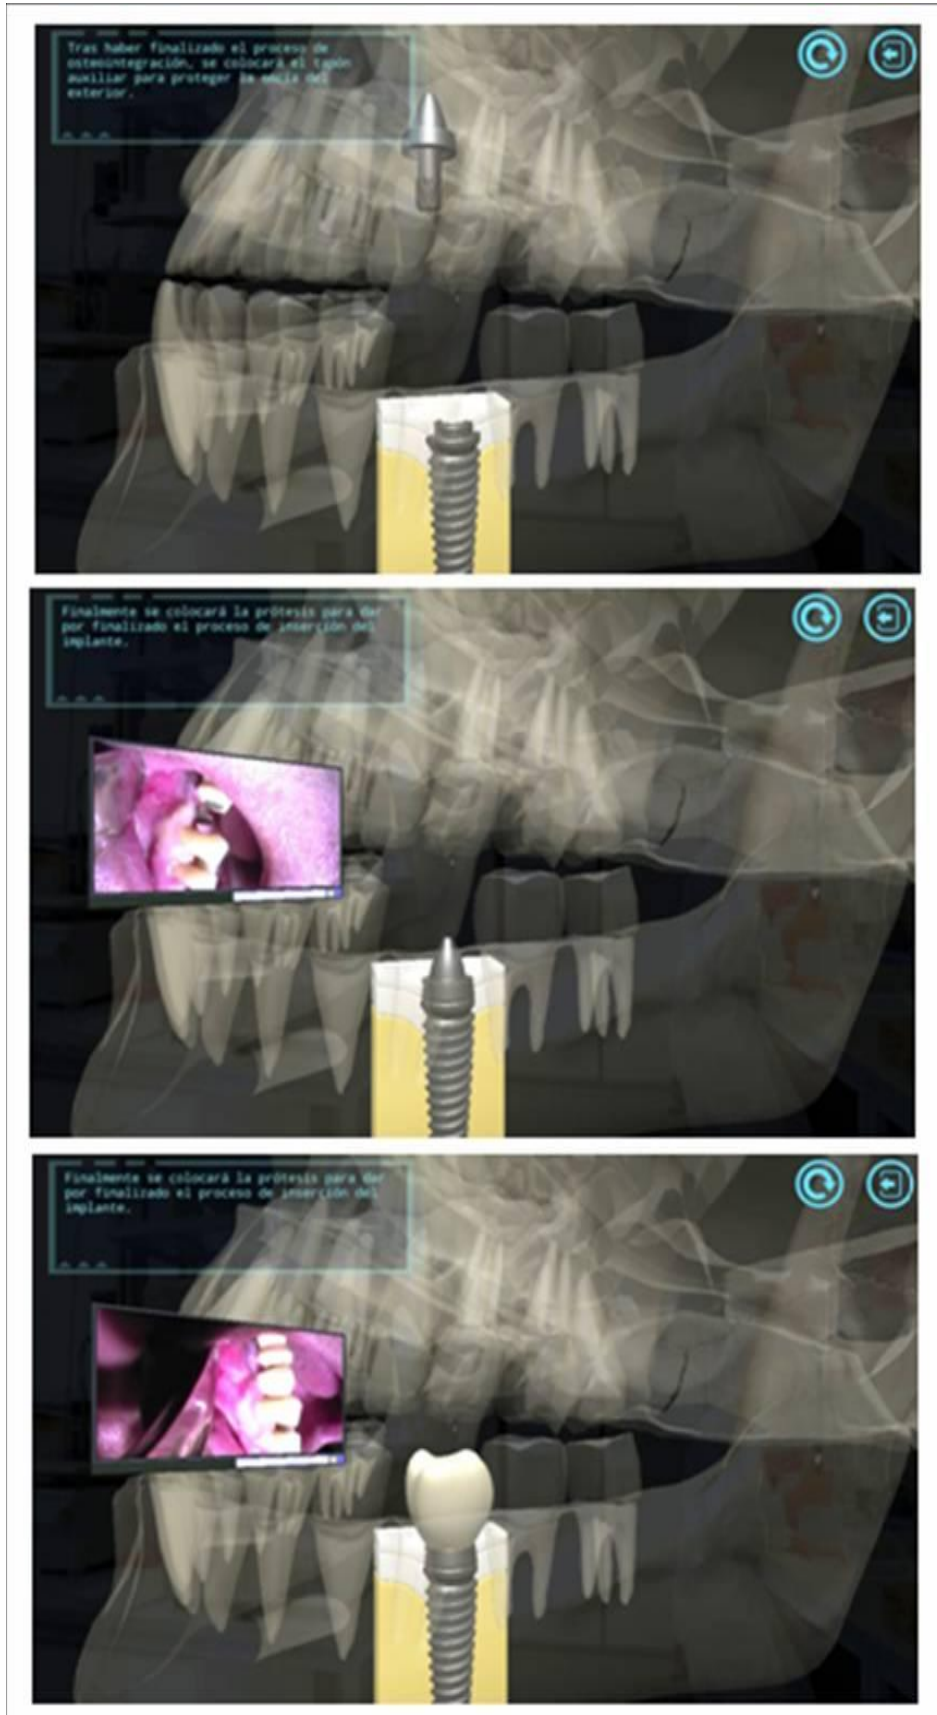 Tras haber finalizado el proceso de
osteointegración, se colocará el tapón
auxiliar para proteger la encía del
exterior.
Finalmente se colocará la prótesis para dar
por finalizado el proceso de inserción del
implante.
Finalmente se colocará la prótesis para dar
por finalizado el proceso de inserción del
implante.